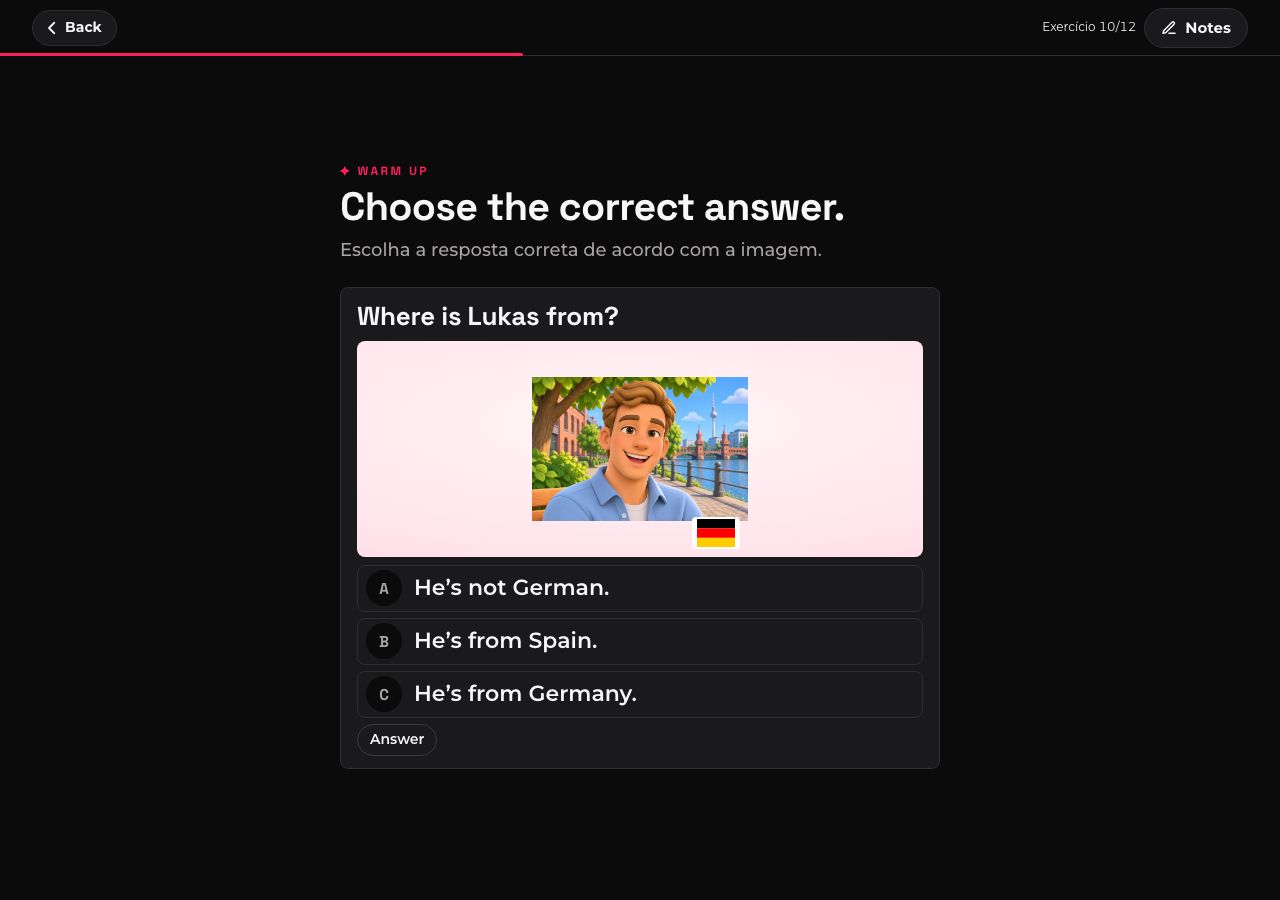 Back
Exercício 10/12
Notes
WARM UP
Choose the correct answer.
Escolha a resposta correta de acordo com a imagem.
Where is Lukas from?
A He’s not German.
B He’s from Spain.
C He’s from Germany.
Answer